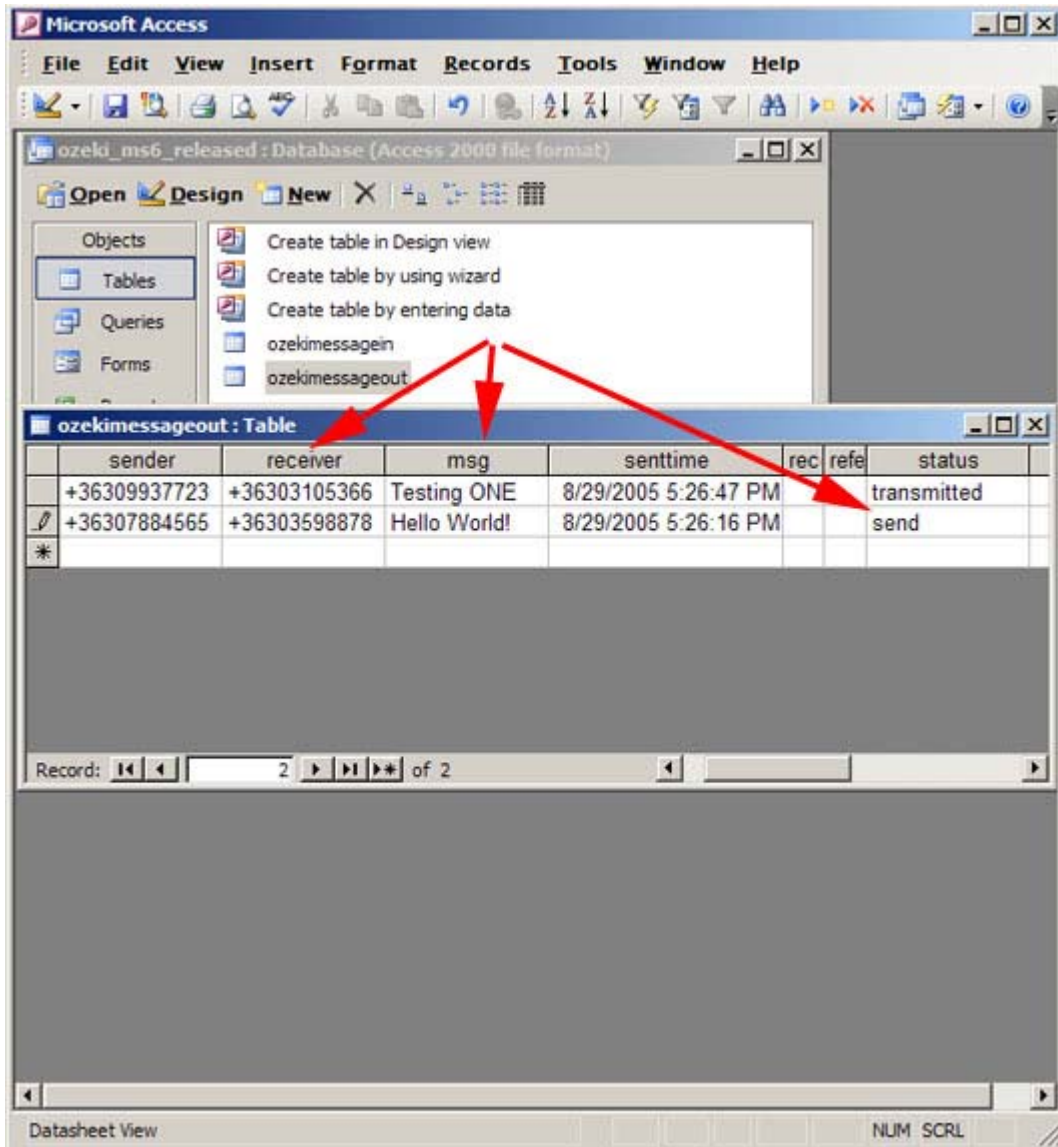 Microsoft Access
File Edit View Insert Format Records Tools Window Help
ozeki_ms6_released : Database (Access 2000 file format)
Open Design New
Objects
Create table in Design view
Tables
Create table by using wizard
Create table by entering data
Queries
ozekimessagein
Forms
ozekimessageout
ozekimessageout : Table
sender receiver msg senttime rec refe status
+36309937723 +36303105366 Testing ONE 8/29/2005 5:26:47 PM transmitted
+36307884565 +36303598878 Hello World! 8/29/2005 5:26:16 PM send
Record: 2 of 2
Datasheet View NUM SCRL